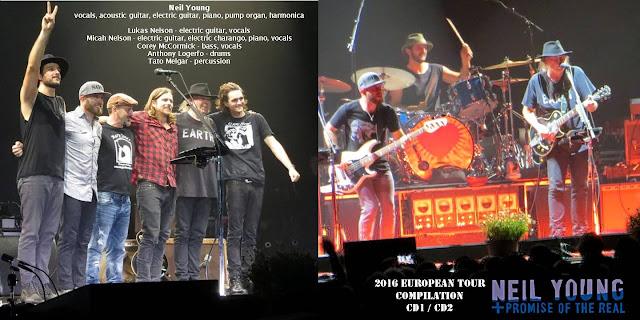 Neil Young
vocals, acoustic guitar, electric guitar, piano, pump organ, harmonica
Lukas Nelson - electric guitar, vocals
Micah Nelson - electric guitar, electric charango, piano, vocals
Corey McCormick - bass, vocals
Anthony Logerfo - drums
Tato Melgar - percussion
EARTH
2016 EUROPEAN TOUR
COMPILATION
CD1 / CD2
NEIL YOUNG
+ PROMISE OF THE REAL